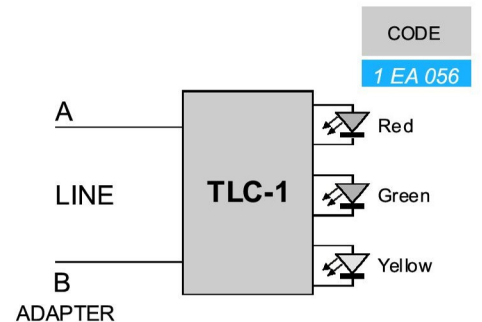 CODE
1 EA 056
A
LINE
B
ADAPTER
TLC-1
Red
Green
Yellow